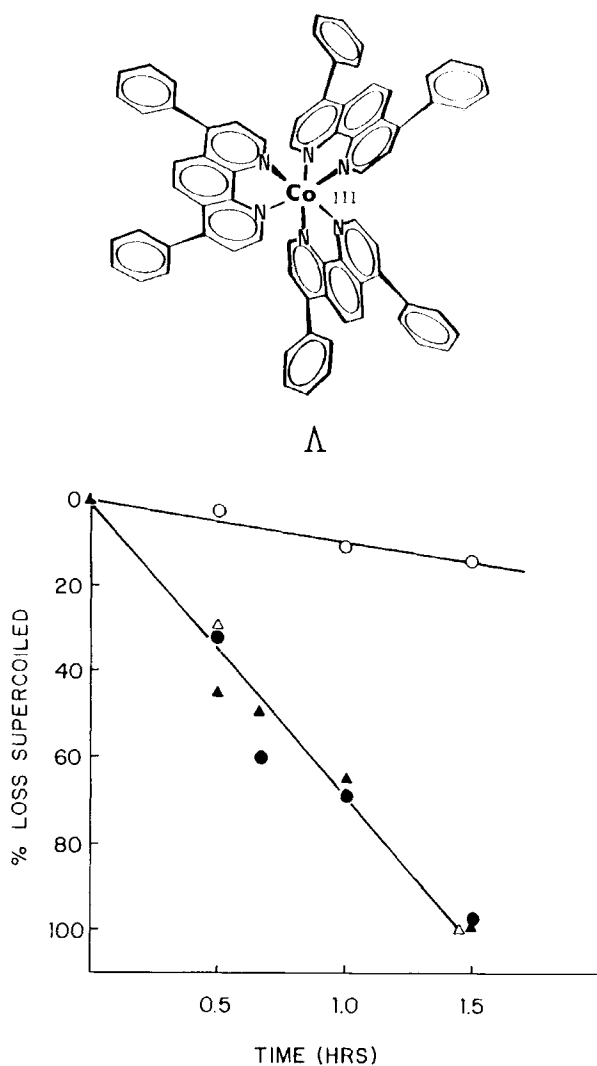 N
N
N
Co III
N
N
N
Λ
0
20
40
60
80
100
% LOSS SUPERCOILED
0.5
1.0
1.5
TIME (HRS)